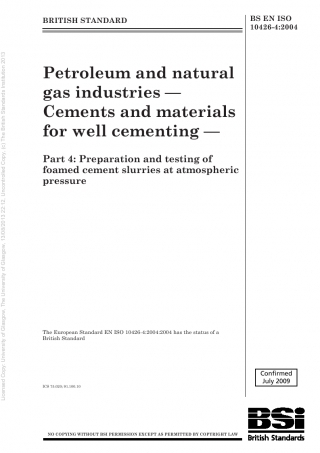 BRITISH STANDARD
BS EN ISO
10426-4:2004
Petroleum and natural
gas industries —
Cements and materials
for well cementing —
Part 4: Preparation and testing of
foamed cement slurries at atmospheric
pressure
The European Standard EN ISO 10426-4:2004 has the status of a
British Standard
Confirmed
July 2009
BSi
British Standards
NO COPYING WITHOUT BSI PERMISSION EXCEPT AS PERMITTED BY COPYRIGHT LAW